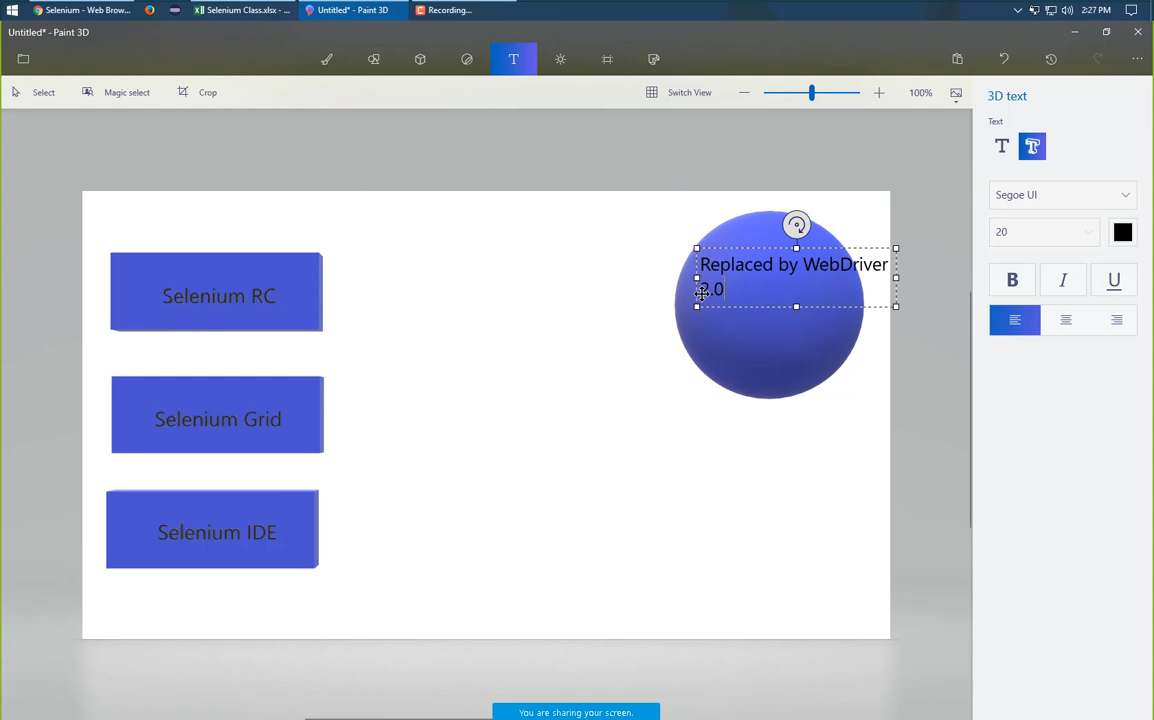 Selenium - Web Brow...
Selenium Class.xlsx - ...
Untitled* - Paint 3D
Recording...
2:27 PM
Untitled* - Paint 3D
T
Select
Magic select
Crop
Switch View
100%
3D text
Text
T
T
Segoe UI
20
B
I
U
Replaced by WebDriver
2.0
Selenium RC
Selenium Grid
Selenium IDE
You are sharing your screen.